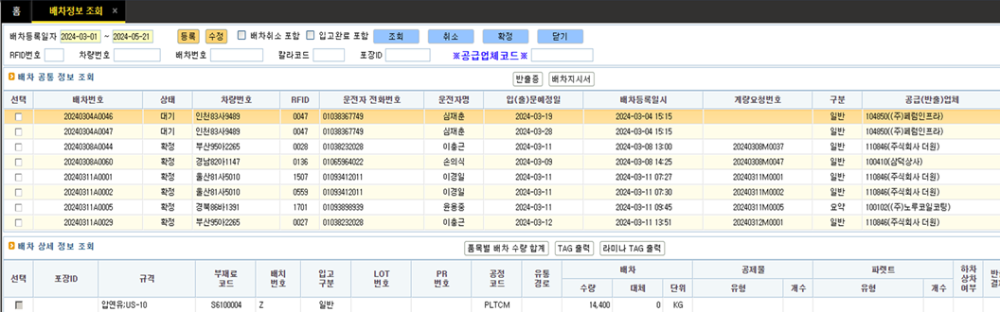 홈 배차정보 조회 ×
배차등록일자 2024-03-01 ~ 2024-05-21 등록 수정 배차취소 포함 입고완료 포함 조회 취소 확정 닫기
RFID번호 차량번호 배차번호 칼라코드 포장ID ※공급업체코드※
배차 공통 정보 조회 반출증 배차지시서
선택 배차번호 상태 차량번호 RFID 운전자 전화번호 운전자명 입(출)문예정일 배차등록일시 계량요청번호 구분 공급(반출)업체
20240304A0046 대기 인천83사9489 0047 01038367749 심재춘 2024-03-19 2024-03-04 15:15 일반 104850((주)페럼인프라)
20240304A0047 대기 인천83사9489 0047 01038367749 심재춘 2024-03-28 2024-03-04 15:15 일반 104850((주)페럼인프라)
20240308A0044 확정 부산95아2265 0028 01038232028 이출근 2024-03-11 2024-03-08 13:00 20240308M0037 일반 110846(주식회사 더원)
20240308A0060 확정 경남82아1147 0136 01065964022 손의식 2024-03-09 2024-03-08 14:25 20240308M0047 일반 100410(삼덕상사)
20240311A0001 확정 울산81사5010 1507 01093412011 이경일 2024-03-11 2024-03-11 07:27 20240311M0001 일반 110846(주식회사 더원)
20240311A0002 확정 울산81사5010 0559 01093412011 이경일 2024-03-11 2024-03-11 07:30 20240311M0002 일반 110846(주식회사 더원)
20240311A0005 확정 경북86바1391 1701 01093898939 윤용중 2024-03-11 2024-03-11 09:45 20240311M0005 요약 100102((주)노루코일코팅)
20240311A0029 확정 부산95아2265 0027 01038232028 이출근 2024-03-12 2024-03-11 13:51 20240312M0001 일반 110846(주식회사 더원)
배차 상세 정보 조회 품목별 배차 수량 합계 TAG 출력 라미나 TAG 출력
선택 포장ID 규격 부재료 코드 배치 번호 입고 구분 LOT 번호 PR 번호 공정 코드 유통 경로 배차 공제물 파렛트 하차 상차 여부
수량 대체 단위 유형 개수 유형 개수
압연유:US-10 S6100004 Z 일반 PLTCM 14,400 0 KG